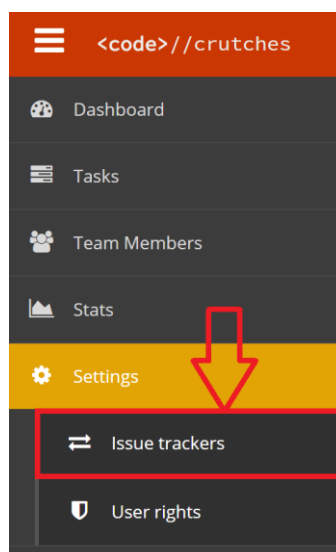 <code>//crutches
Dashboard
Tasks
Team Members
Stats
Settings
Issue trackers
User rights